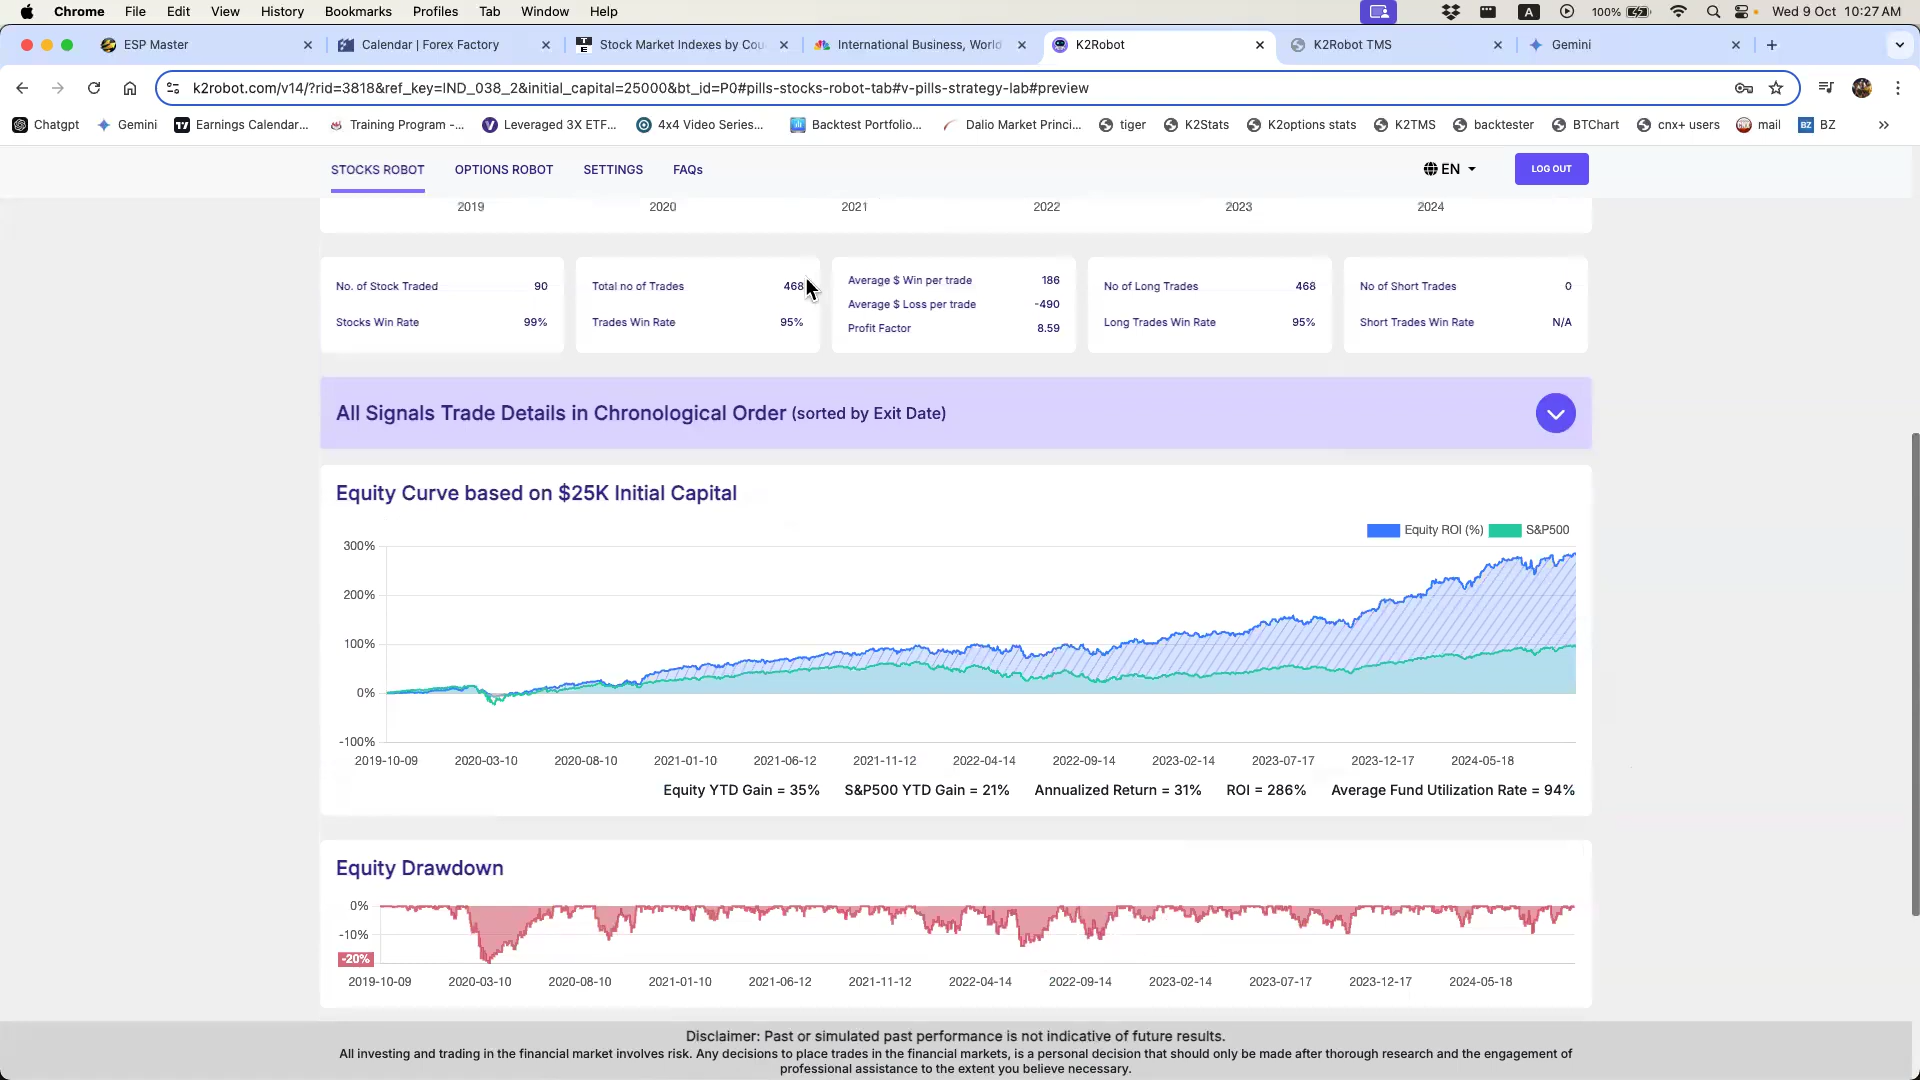 Chrome File Edit View History Bookmarks Profiles Tab Window Help A 100% Wed 9 Oct 10:27 AM
ESP Master Calendar | Forex Factory Stock Market Indexes by Cou International Business, World K2Robot K2Robot TMS Gemini
k2robot.com/v14/?rid=3818&ref_key=IND_038_2&initial_capital=25000&bt_id=P0#pills-stocks-robot-tab#v-pills-strategy-lab#preview
Chatgpt Gemini Earnings Calendar... Training Program -... Leveraged 3X ETF... 4x4 Video Series... Backtest Portfolio... Dalio Market Princi... tiger K2Stats K2options stats K2TMS backtester BTChart cnx+ users mail BZ BZ
STOCKS ROBOT OPTIONS ROBOT SETTINGS FAQs EN LOG OUT
2019 2020 2021 2022 2023 2024
No. of Stock Traded 90
Stocks Win Rate 99%
Total no of Trades 468
Trades Win Rate 95%
Average $ Win per trade 186
Average $ Loss per trade -490
Profit Factor 8.59
No of Long Trades 468
Long Trades Win Rate 95%
No of Short Trades 0
Short Trades Win Rate N/A
All Signals Trade Details in Chronological Order (sorted by Exit Date)
Equity Curve based on $25K Initial Capital
Equity ROI (%) S&P500
300%
200%
100%
0%
-100%
2019-10-09 2020-03-10 2020-08-10 2021-01-10 2021-06-12 2021-11-12 2022-04-14 2022-09-14 2023-02-14 2023-07-17 2023-12-17 2024-05-18
Equity YTD Gain = 35% S&P500 YTD Gain = 21% Annualized Return = 31% ROI = 286% Average Fund Utilization Rate = 94%
Equity Drawdown
0%
-10%
-20%
2019-10-09 2020-03-10 2020-08-10 2021-01-10 2021-06-12 2021-11-12 2022-04-14 2022-09-14 2023-02-14 2023-07-17 2023-12-17 2024-05-18
Disclaimer: Past or simulated past performance is not indicative of future results.
All investing and trading in the financial market involves risk. Any decisions to place trades in the financial markets, is a personal decision that should only be made after thorough research and the engagement of
professional assistance to the extent you believe necessary.